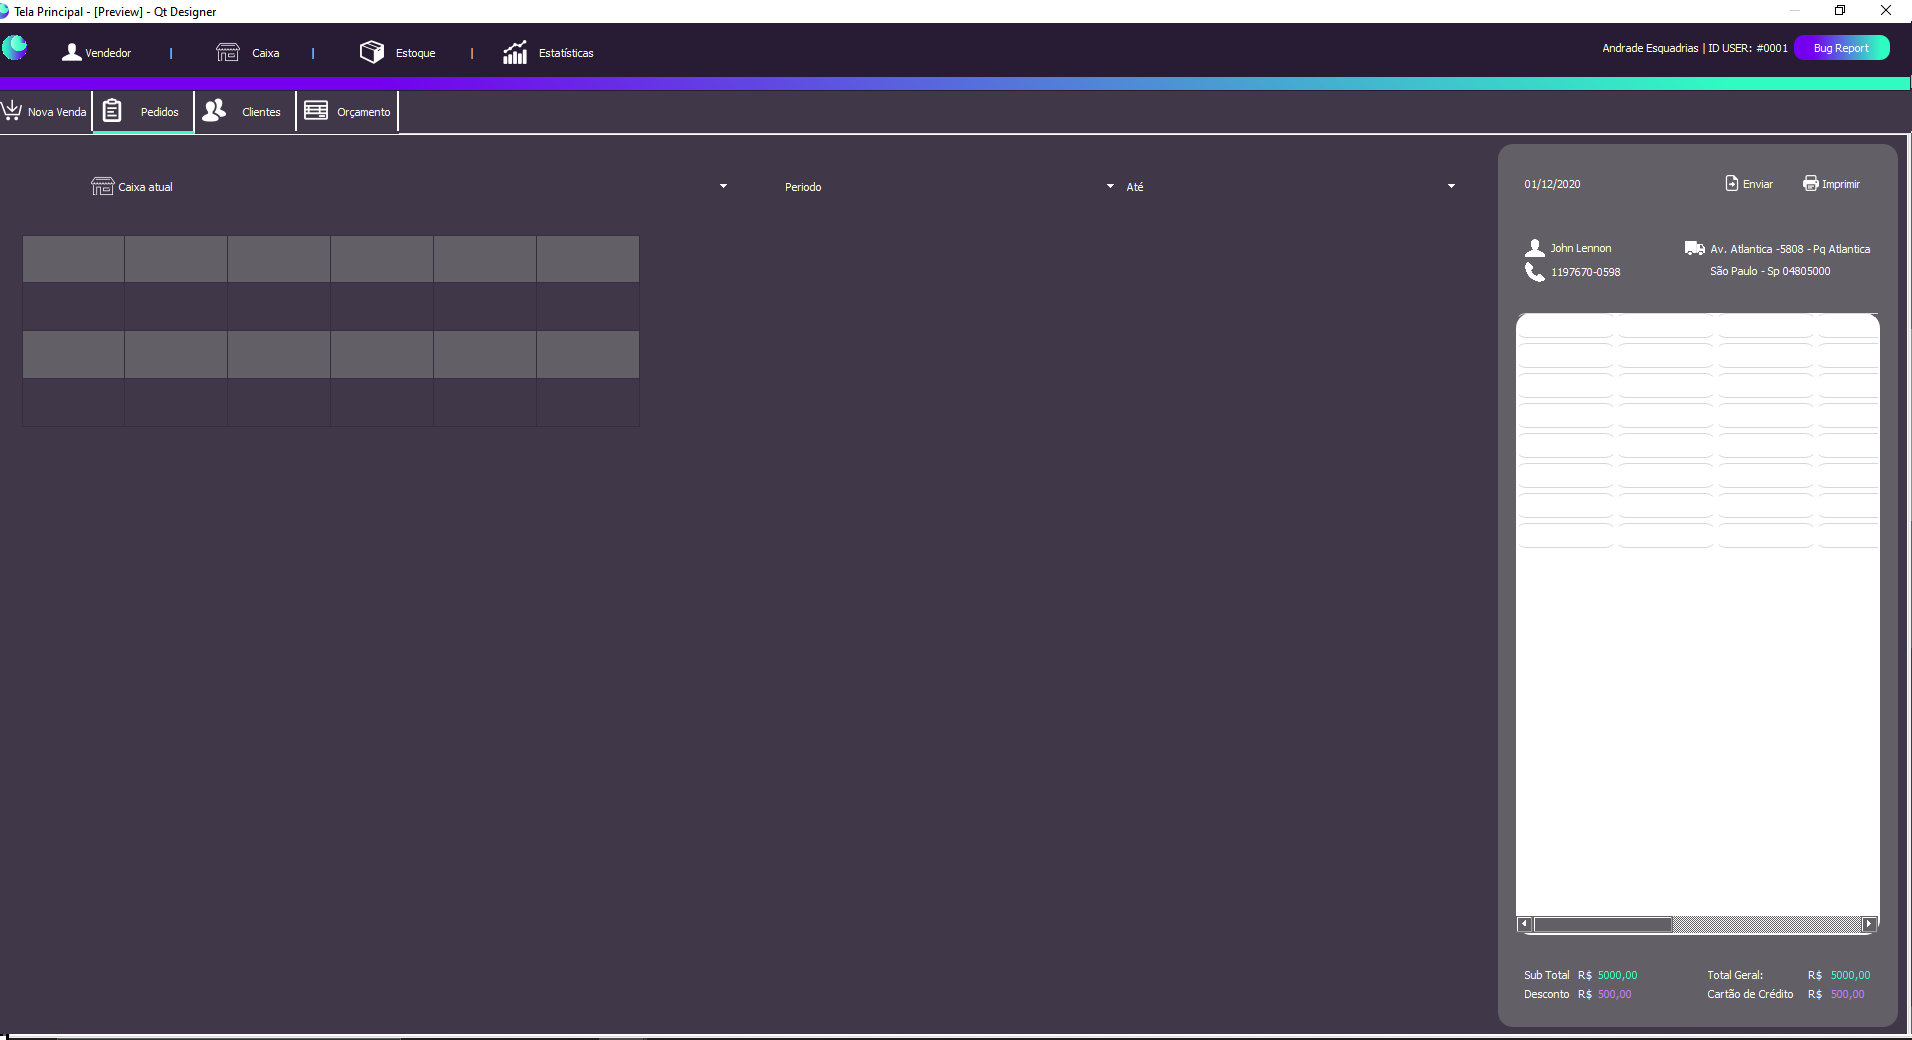 Tela Principal - [Preview] - Qt Designer
Vendedor | Caixa | Estoque | Estatísticas
Andrade Esquadrias | ID USER: #0001 Bug Report
Nova Venda Pedidos Clientes Orçamento
Caixa atual Periodo Até
01/12/2020 Enviar Imprimir
John Lennon
1197670-0598
Av. Atlantica -5808 - Pq Atlantica
São Paulo - Sp 04805000
Sub Total R$ 5000,00 Total Geral: R$ 5000,00
Desconto R$ 500,00 Cartão de Crédito R$ 500,00